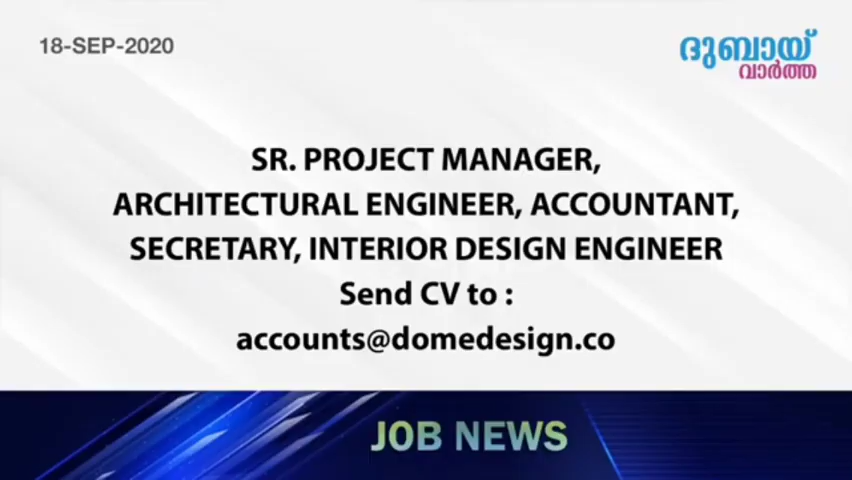 18-SEP-2020
ദുബായ്
വാർത്ത
SR. PROJECT MANAGER,
ARCHITECTURAL ENGINEER, ACCOUNTANT,
SECRETARY, INTERIOR DESIGN ENGINEER
Send CV to :
accounts@domedesign.co
JOB NEWS